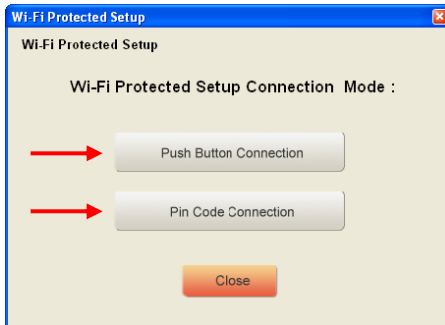 Wi-Fi Protected Setup
Wi-Fi Protected Setup
Wi-Fi Protected Setup Connection Mode :
Push Button Connection
Pin Code Connection
Close